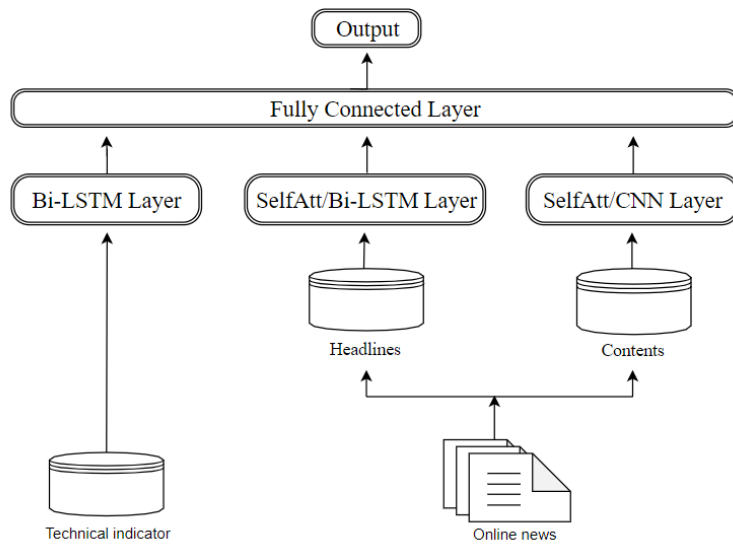 Output
Fully Connected Layer
Bi-LSTM Layer
SelfAtt/Bi-LSTM Layer
SelfAtt/CNN Layer
Headlines
Contents
Technical indicator
Online news